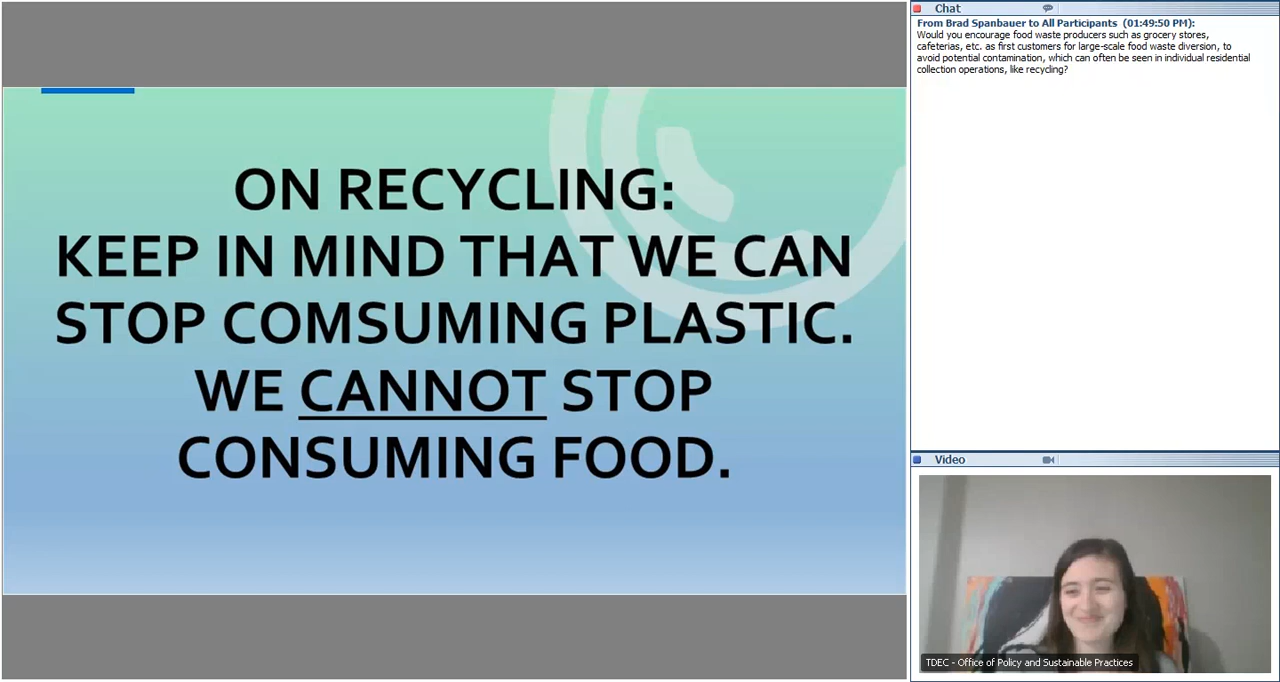 ON RECYCLING:
KEEP IN MIND THAT WE CAN
STOP COMSUMING PLASTIC.
WE CANNOT STOP
CONSUMING FOOD.
Chat
From Brad Spanbauer to All Participants (01:49:50 PM):
Would you encourage food waste producers such as grocery stores,
cafeterias, etc. as first customers for large-scale food waste diversion, to
avoid potential contamination, which can often be seen in individual residential
collection operations, like recycling?
Video
TDEC - Office of Policy and Sustainable Practices